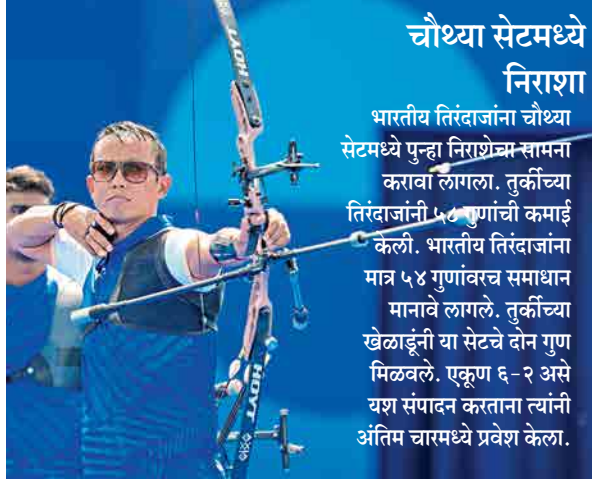 चौथ्या सेटमध्ये
निराशा
भारतीय तिरंदाजांना चौथ्या
सेटमध्ये पुन्हा निराशेचा सामना
करावा लागला. तुर्कीच्या
तिरंदाजांनी ५८ गुणांची कमाई
केली. भारतीय तिरंदाजांना
मात्र ५४ गुणांवरच समाधान
मानावे लागले. तुर्कीच्या
खेळाडूंनी या सेटचे दोन गुण
मिळवले. एकूण ६-२ असे
यश संपादन करताना त्यांनी
अंतिम चारमध्ये प्रवेश केला.
HOYT
HOYT